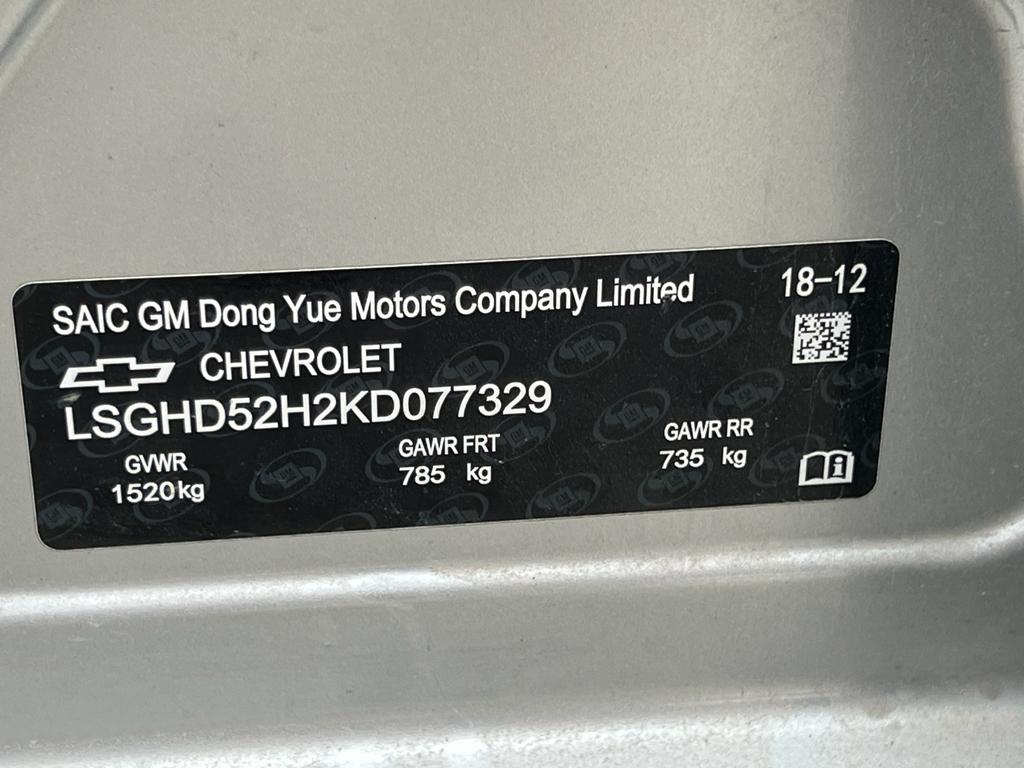 SAIC GM Dong Yue Motors Company Limited
18-12
CHEVROLET
LSGHD52H2KD077329
GVWR
1520kg
GAWR FRT
785 kg
GAWR RR
735 kg